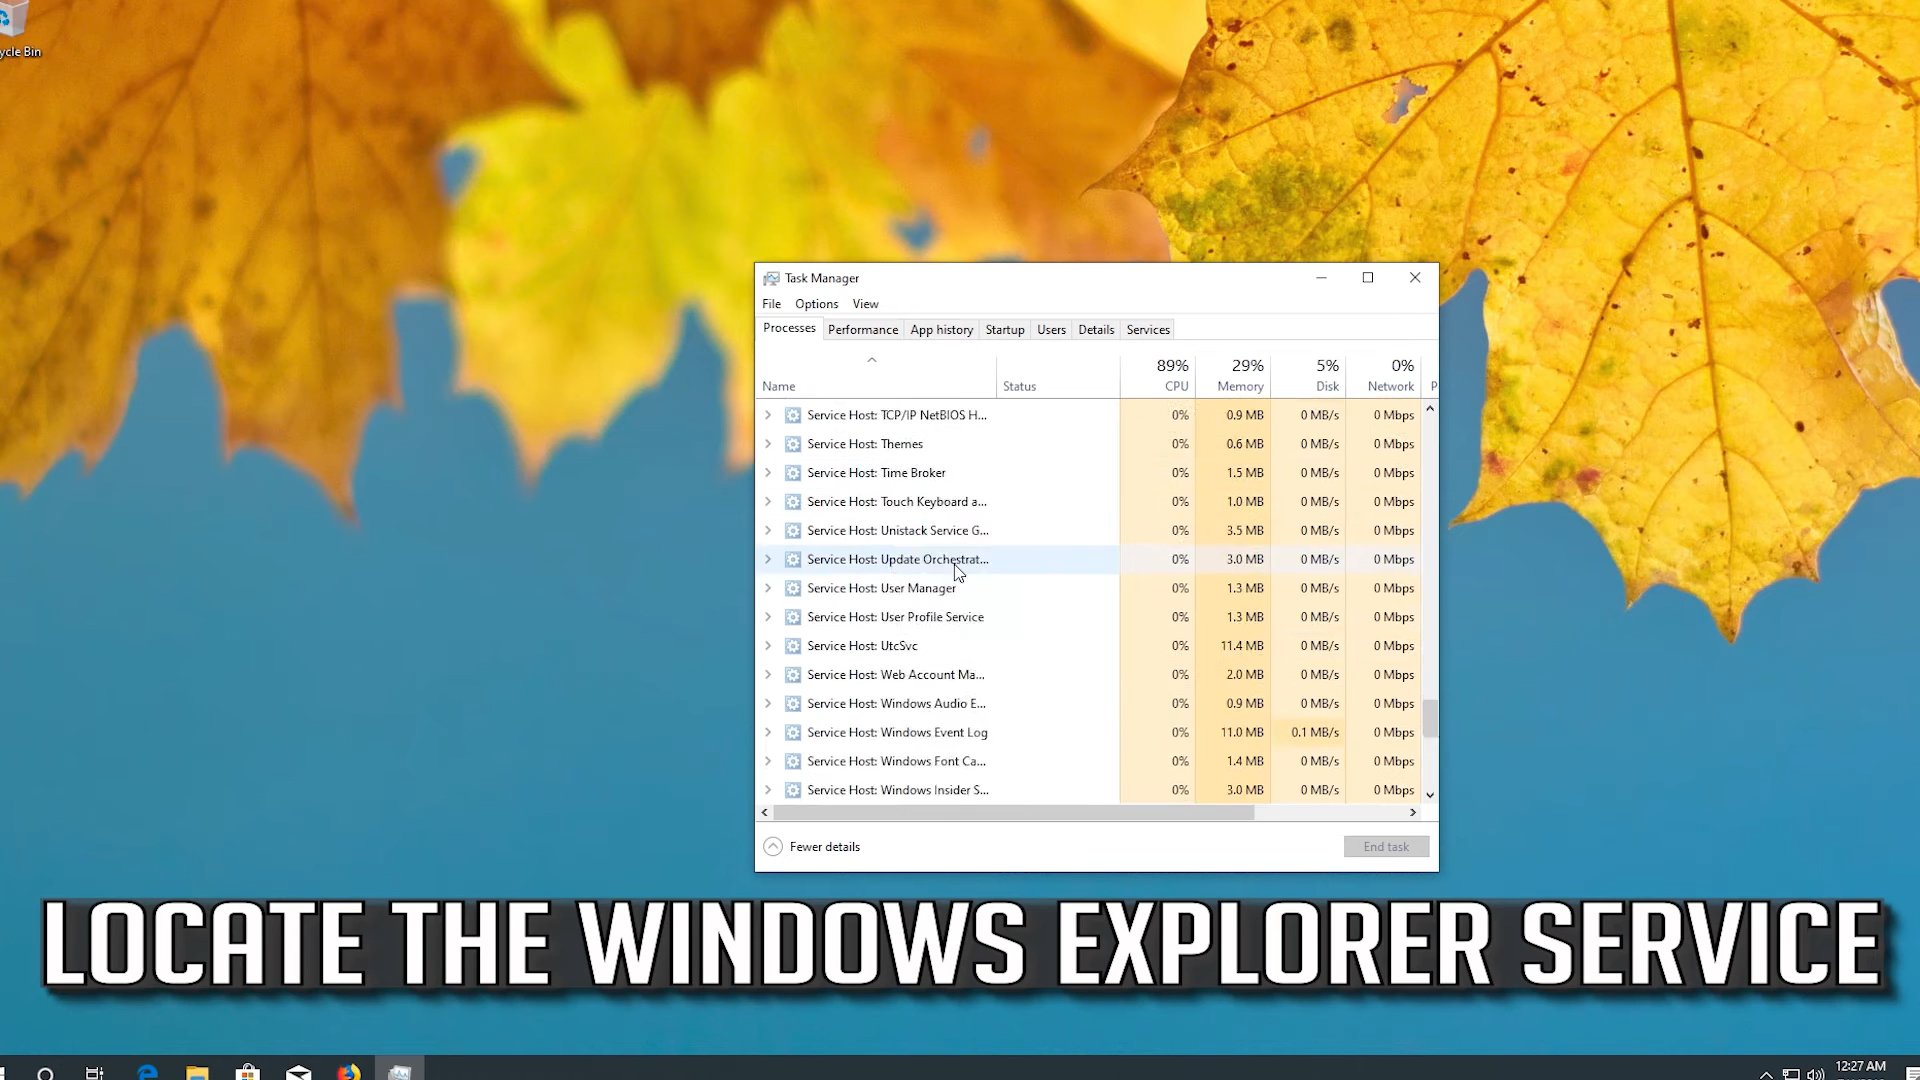 ycle Bin
Task Manager
File Options View
Processes Performance App history Startup Users Details Services
89% 29% 5% 0%
Name Status CPU Memory Disk Network P
Service Host: TCP/IP NetBIOS H... 0% 0.9 MB 0 MB/s 0 Mbps
Service Host: Themes 0% 0.6 MB 0 MB/s 0 Mbps
Service Host: Time Broker 0% 1.5 MB 0 MB/s 0 Mbps
Service Host: Touch Keyboard a... 0% 1.0 MB 0 MB/s 0 Mbps
Service Host: Unistack Service G... 0% 3.5 MB 0 MB/s 0 Mbps
Service Host: Update Orchestrat... 0% 3.0 MB 0 MB/s 0 Mbps
Service Host: User Manager 0% 1.3 MB 0 MB/s 0 Mbps
Service Host: User Profile Service 0% 1.3 MB 0 MB/s 0 Mbps
Service Host: UtcSvc 0% 11.4 MB 0 MB/s 0 Mbps
Service Host: Web Account Ma... 0% 2.0 MB 0 MB/s 0 Mbps
Service Host: Windows Audio E... 0% 0.9 MB 0 MB/s 0 Mbps
Service Host: Windows Event Log 0% 11.0 MB 0.1 MB/s 0 Mbps
Service Host: Windows Font Ca... 0% 1.4 MB 0 MB/s 0 Mbps
Service Host: Windows Insider S... 0% 3.0 MB 0 MB/s 0 Mbps
Fewer details End task
LOCATE THE WINDOWS EXPLORER SERVICE
12:27 AM